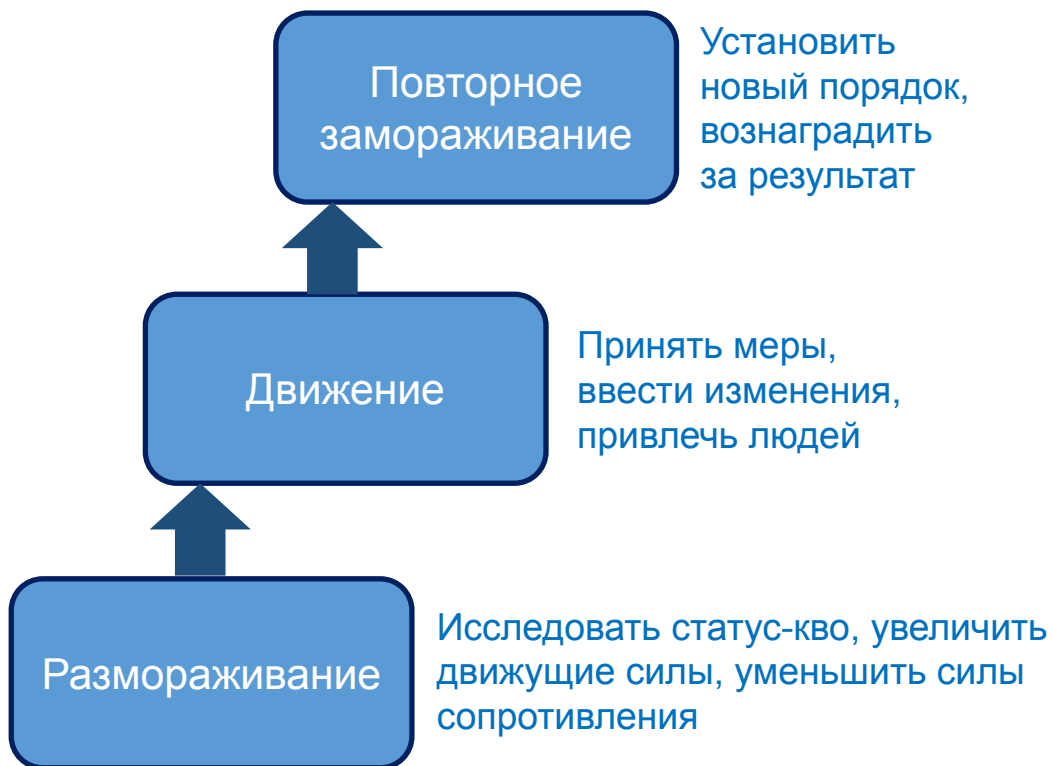 Повторное
замораживание
Установить
новый порядок,
вознаградить
за результат
Движение
Принять меры,
ввести изменения,
привлечь людей
Размораживание
Исследовать статус-кво, увеличить
движущие силы, уменьшить силы
сопротивления